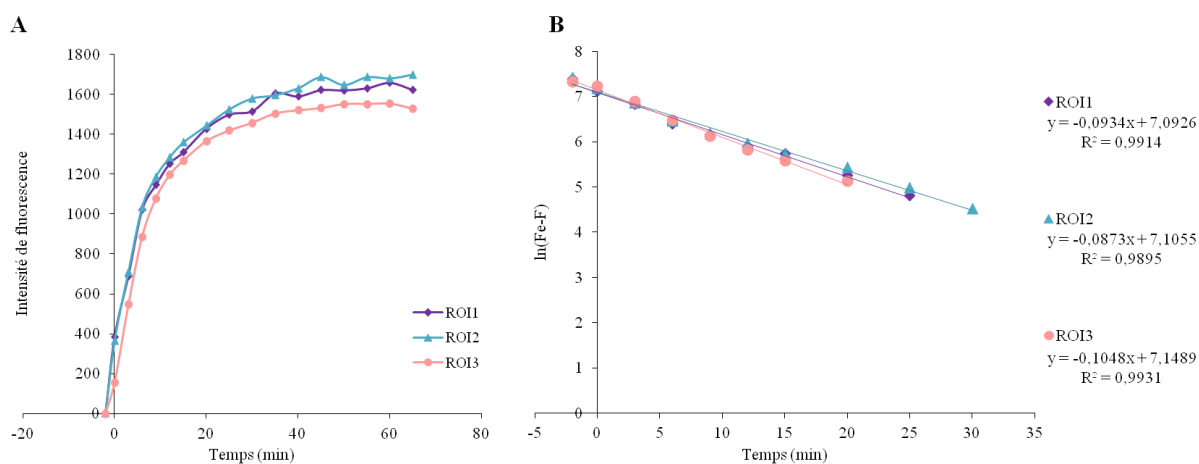 A
Intensité de fluorescence
1800
1600
1400
1200
1000
800
600
400
200
0
-20
0
20
40
60
80
Temps (min)
ROI1
ROI2
ROI3
B
ln(Fe-F)
8
7
6
5
4
3
2
1
0
-5
0
5
10
15
20
25
30
35
Temps (min)
ROI1
y = -0,0934x + 7,0926
R² = 0,9914
ROI2
y = -0,0873x + 7,1055
R² = 0,9895
ROI3
y = -0,1048x + 7,1489
R² = 0,9931